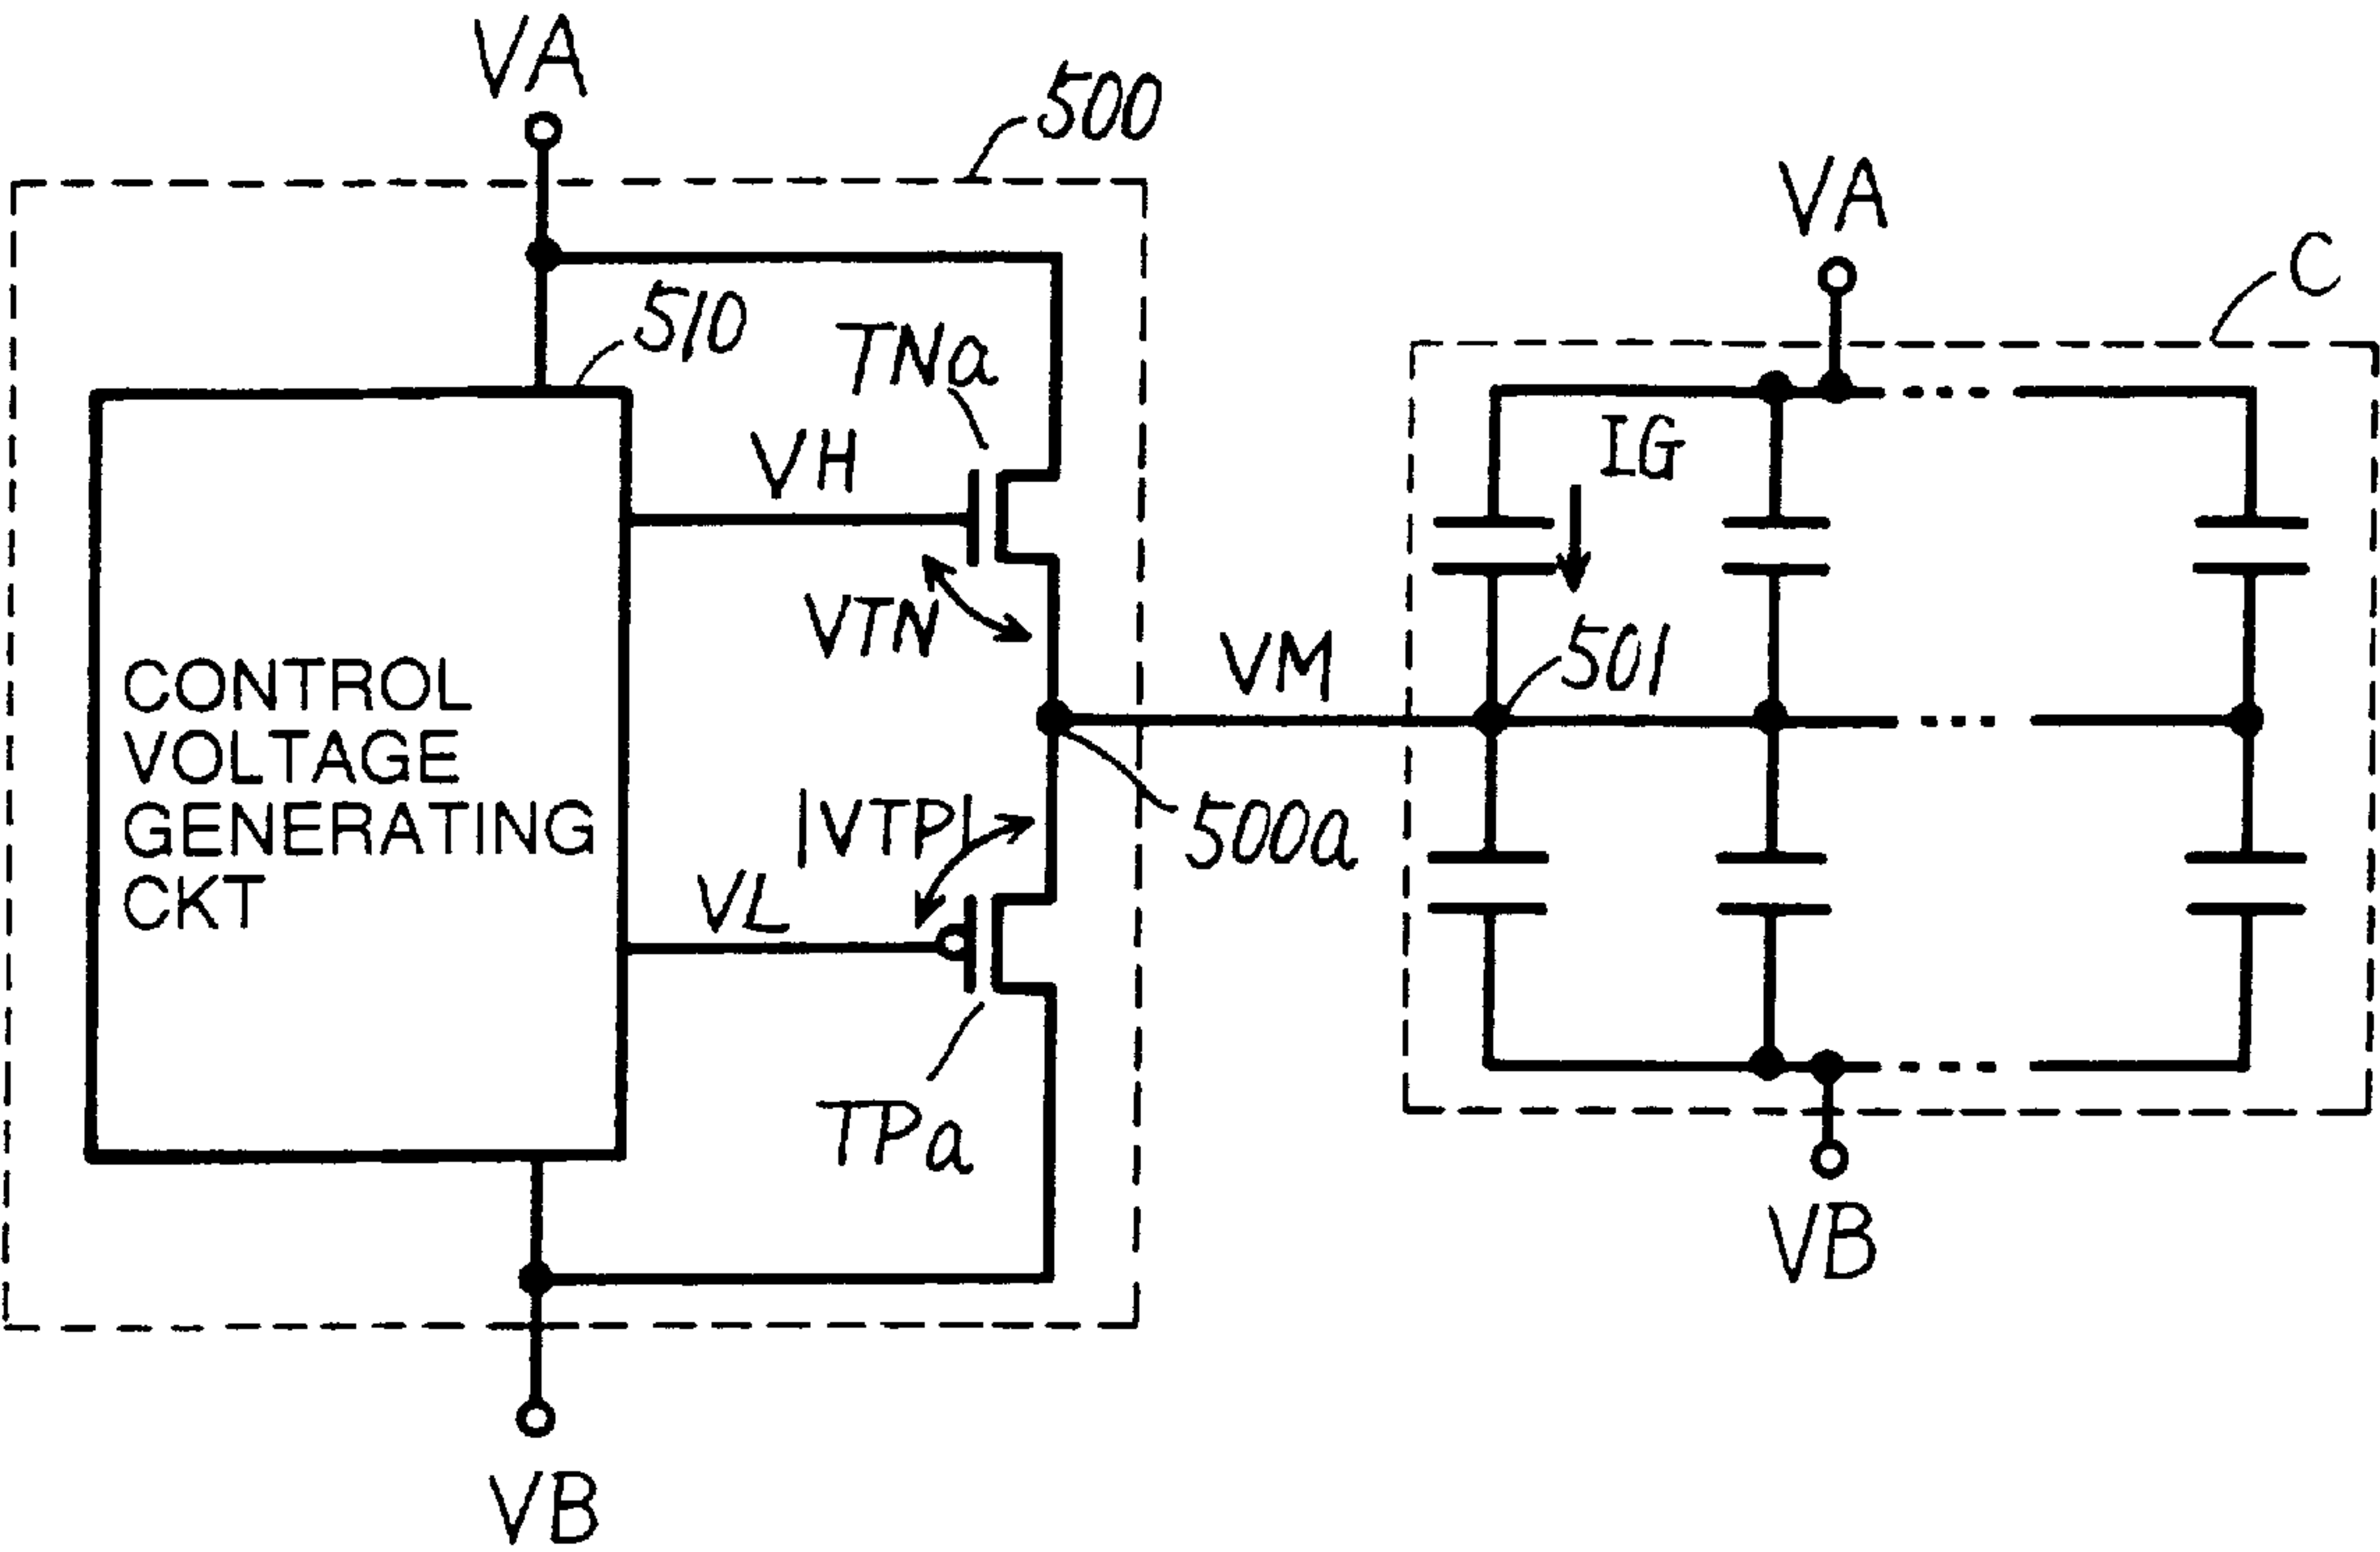 VA
500
VA
C
510
TNa
IG
VH
VTN
501
VM
CONTROL
VOLTAGE
GENERATING
CKT
|VTP|
500a
VL
TPa
VB
VB